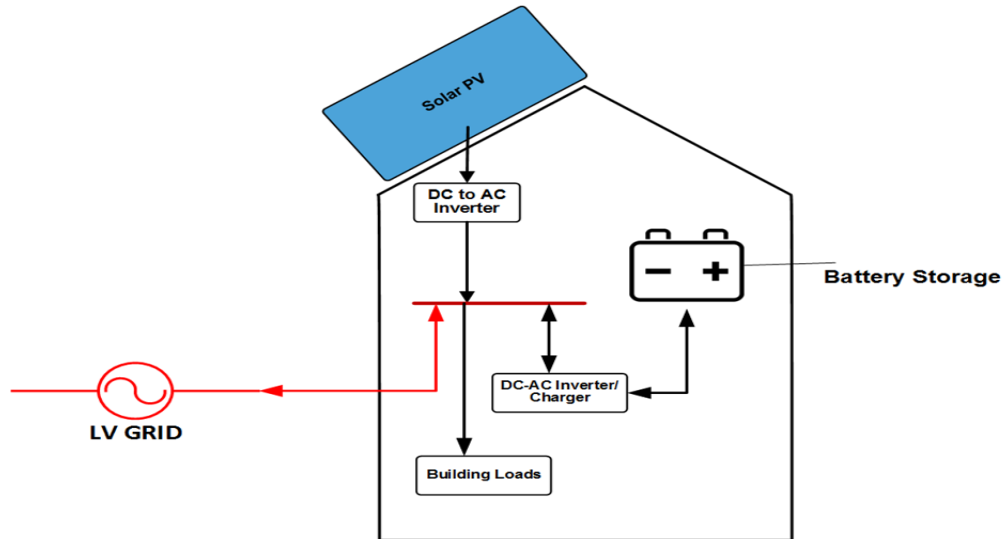 Solar PV
DC to AC
Inverter
Battery Storage
DC-AC Inverter/
Charger
LV GRID
Building Loads